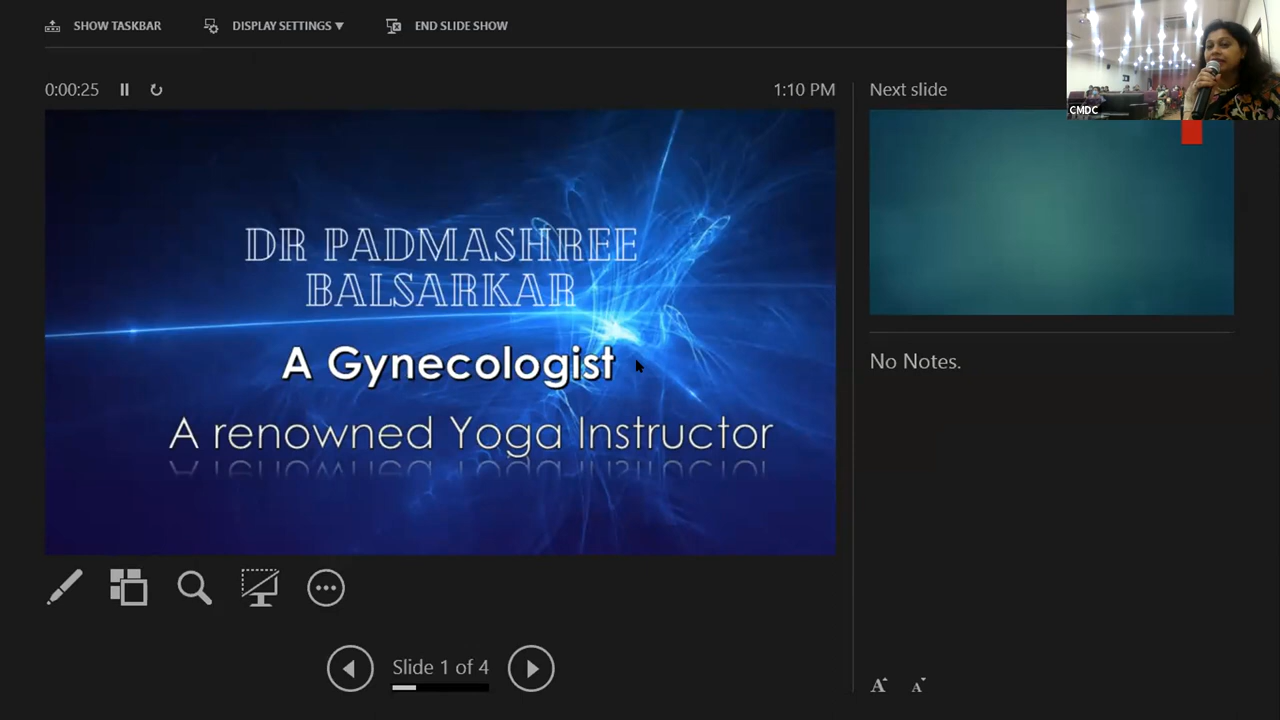 SHOW TASKBAR
DISPLAY SETTINGS ▼
END SLIDE SHOW
0:00:25
1:10 PM
Next slide
CMDC
DR PADMASHREE
BALSARKAR
A Gynecologist
A renowned Yoga Instructor
No Notes.
Slide 1 of 4
A A